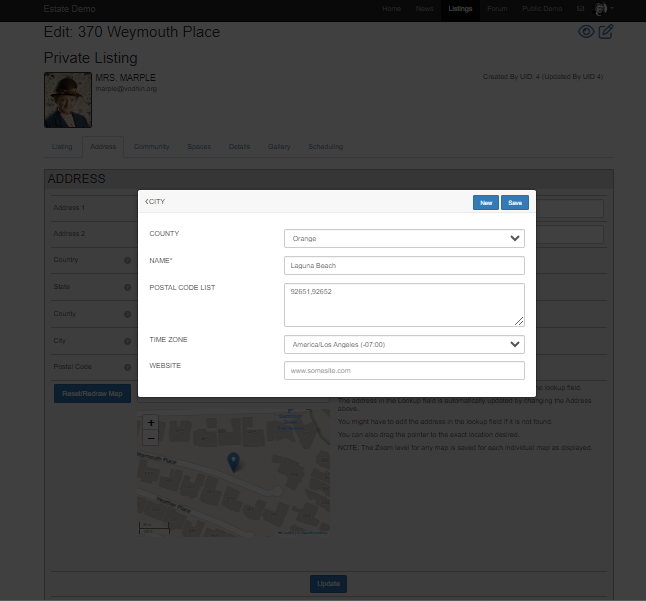 Estate Demo
Home News Listings Forum Public Demo
Edit: 370 Weymouth Place
Private Listing
MRS. MARPLE
marple@vodhin.org
Created By UID: 4 (Updated By UID 4)
Listing Address Community Spaces Details Gallery Scheduling
ADDRESS
Address 1
Address 2
Country
State
County
City
Postal Code
‹CITY
New Save
COUNTY
Orange
NAME*
Laguna Beach
POSTAL CODE LIST
92651,92652
TIME ZONE
America/Los Angeles (-07:00)
WEBSITE
www.somesite.com
Reset/Redraw Map
he lookup field.
The address in the Lookup field is automatically updated by changing the Address above.
You might have to edit the address in the lookup field if it is not found.
You can also drag the pointer to the exact location desired.
NOTE: The Zoom level for any map is saved for each individual map as displayed.
+
−
Weymouth Place
Update